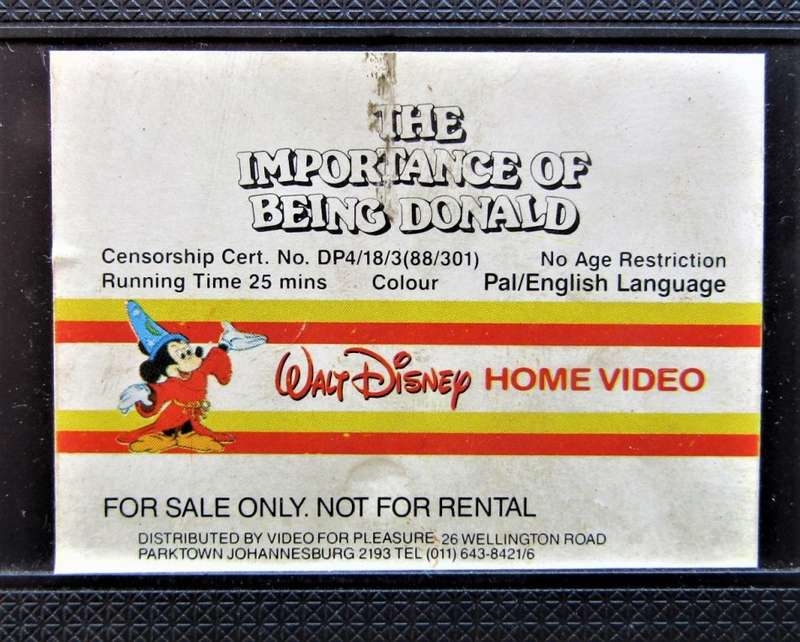 THE
IMPORTANCE OF
BEING DONALD
Censorship Cert. No. DP4/18/3(88/301) No Age Restriction
Running Time 25 mins Colour Pal/English Language
WALT DISNEY HOME VIDEO
FOR SALE ONLY. NOT FOR RENTAL
DISTRIBUTED BY VIDEO FOR PLEASURE 26 WELLINGTON ROAD
PARKTOWN JOHANNESBURG 2193 TEL (011) 643-8421/6